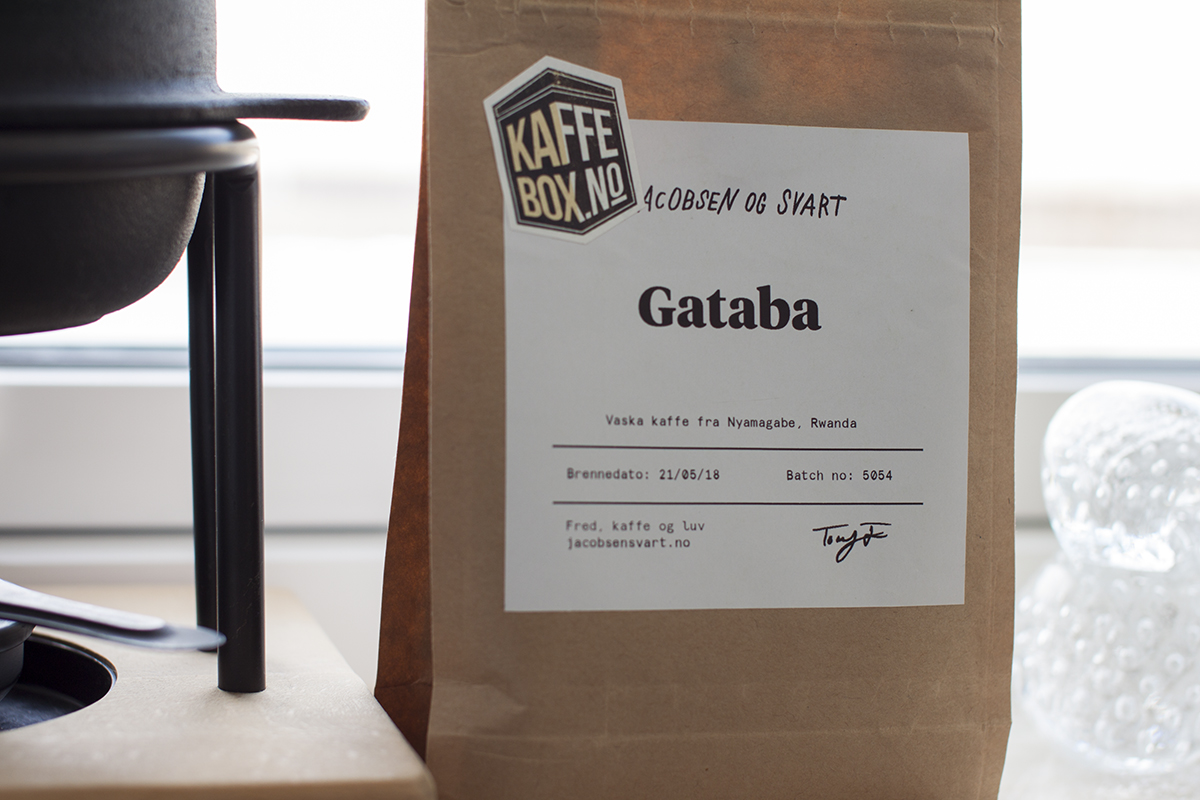 KAFFE
BOX.NO
JACOBSEN OG SVART
Gataba
Vaska kaffe fra Nyamagabe, Rwanda
Brennedato: 21/05/18
Batch no: 5054
Fred, kaffe og luv
jacobsensvart.no